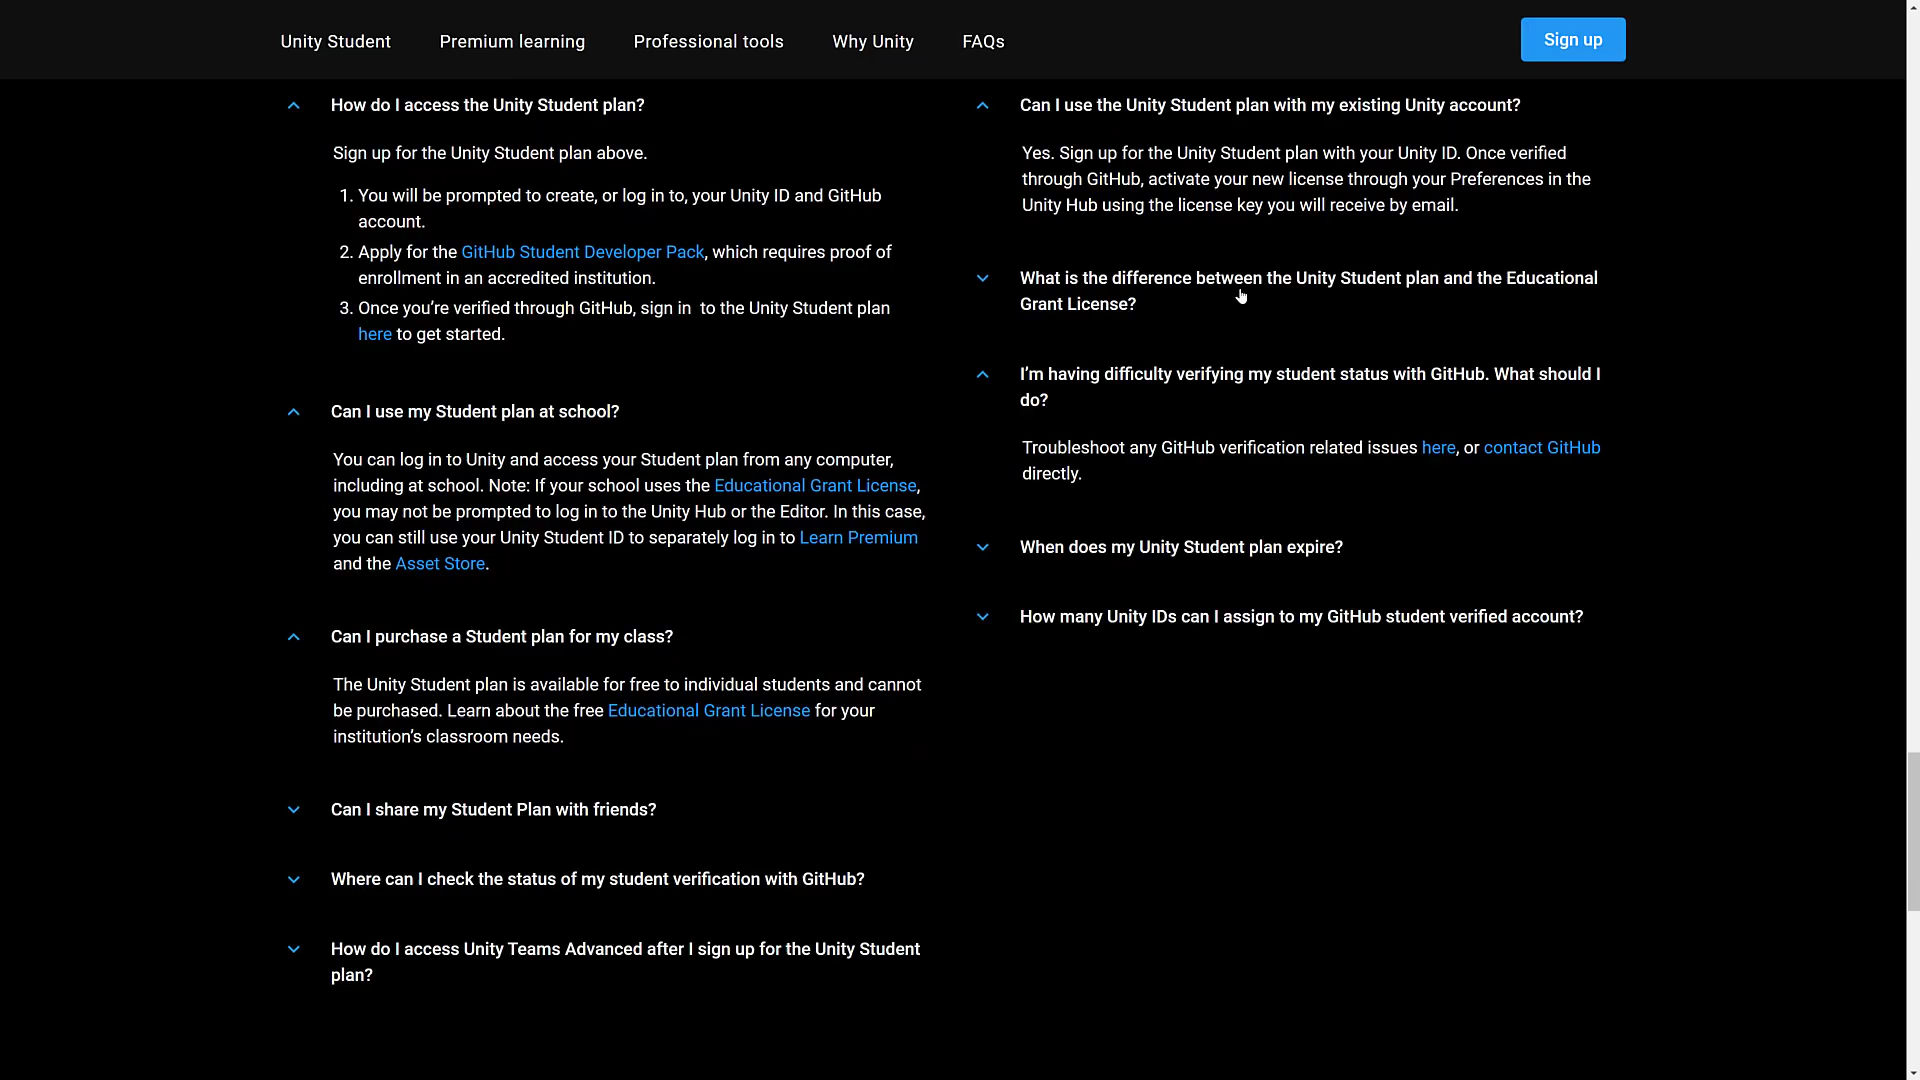 Unity Student
Premium learning
Professional tools
Why Unity
FAQs
Sign up
How do I access the Unity Student plan?
Sign up for the Unity Student plan above.
1. You will be prompted to create, or log in to, your Unity ID and GitHub
account.
2. Apply for the GitHub Student Developer Pack, which requires proof of
enrollment in an accredited institution.
3. Once you’re verified through GitHub, sign in  to the Unity Student plan
here to get started.
Can I use my Student plan at school?
You can log in to Unity and access your Student plan from any computer,
including at school. Note: If your school uses the Educational Grant License,
you may not be prompted to log in to the Unity Hub or the Editor. In this case,
you can still use your Unity Student ID to separately log in to Learn Premium
and the Asset Store.
Can I purchase a Student plan for my class?
The Unity Student plan is available for free to individual students and cannot
be purchased. Learn about the free Educational Grant License for your
institution’s classroom needs.
Can I share my Student Plan with friends?
Where can I check the status of my student verification with GitHub?
How do I access Unity Teams Advanced after I sign up for the Unity Student
plan?
Can I use the Unity Student plan with my existing Unity account?
Yes. Sign up for the Unity Student plan with your Unity ID. Once verified
through GitHub, activate your new license through your Preferences in the
Unity Hub using the license key you will receive by email.
What is the difference between the Unity Student plan and the Educational
Grant License?
I’m having difficulty verifying my student status with GitHub. What should I
do?
Troubleshoot any GitHub verification related issues here, or contact GitHub
directly.
When does my Unity Student plan expire?
How many Unity IDs can I assign to my GitHub student verified account?